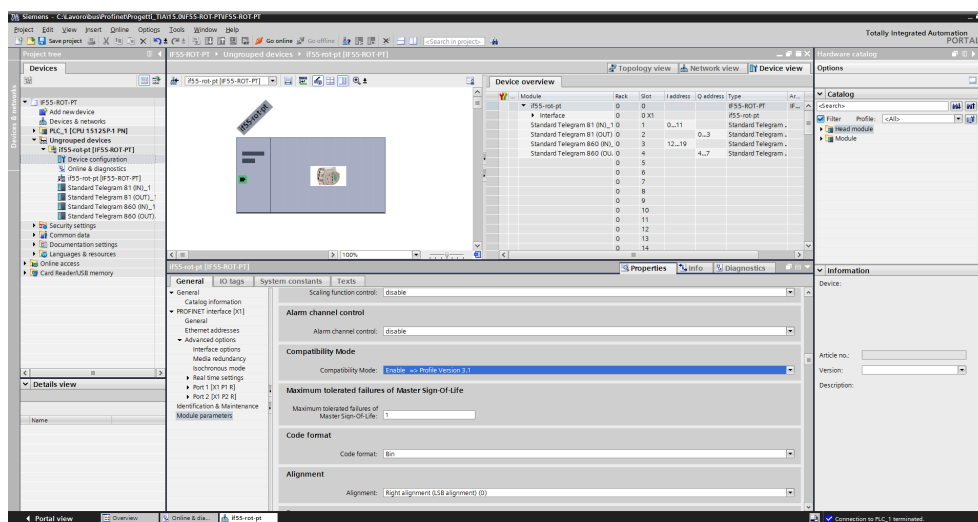 Siemens - C:\Lavoro\bus\Profinet\Progetti_TIA\15.0\IF55-ROT-PT\IF55-ROT-PT
Project Edit View Insert Online Options Tools Window Help
Totally Integrated Automation
PORTAL
Save project
Go online
Go offline
<Search in project>
Project tree
IF55-ROT-PT
Ungrouped devices
if55-rot-pt [IF55-ROT-PT]
Hardware catalog
Devices
Topology view
Network view
Device view
Options
if55-rot-pt [IF55-ROT-PT]
Device overview
IF55-ROT-PT
Add new device
Devices & networks
PLC_1 [CPU 1512SP-1 PN]
Ungrouped devices
if55-rot-pt [IF55-ROT-PT]
Device configuration
Online & diagnostics
if55-rot-pt [IF55-ROT-PT]
Standard Telegram 81 (IN)_1
Standard Telegram 81 (OUT)_1
Standard Telegram 860 (IN)_1
Standard Telegram 860 (OUT)
Security settings
Common data
Documentation settings
Languages & resources
Online access
Card Reader/USB memory
Devices & networks
if55-rot-pt
100%
... Module Rack Slot I address Q address Type Ar...
if55-rot-pt 0 0 IF55-ROT-PT IF...
Interface 0 0 X1 if55-rot-pt
Standard Telegram 81 (IN)_1 0 1 0...11 Standard Telegram
Standard Telegram 81 (OUT) 0 2 0...3 Standard Telegram
Standard Telegram 860 (IN)_ 0 3 12...19 Standard Telegram
Standard Telegram 860 (OU. 0 4 4...7 Standard Telegram
0 5
0 6
0 7
0 8
0 9
0 10
0 11
0 12
0 13
0 14
Catalog
<Search>
Filter Profile: <All>
Head module
Module
if55-rot-pt [IF55-ROT-PT]
Properties
Info
Diagnostics
General IO tags System constants Texts
General
Catalog information
PROFINET interface [X1]
General
Ethernet addresses
Advanced options
Interface options
Media redundancy
Isochronous mode
Real time settings
Port 1 [X1 P1 R]
Port 2 [X1 P2 R]
Identification & Maintenance
Module parameters
Scaling function control: disable
Alarm channel control
Alarm channel control: disable
Compatibility Mode
Compatibility Mode: Enable => Profile Version 3.1
Maximum tolerated failures of Master Sign-Of-Life
Maximum tolerated failures of
Master Sign-Of-Life: 1
Code format
Code format: Bin
Alignment
Alignment: Right alignment (LSB alignment) (0)
Information
Device:
Article no.:
Version:
Description:
Details view
Name
Portal view
Overview
Online & dia...
if55-rot-pt
Connection to PLC_1 terminated.